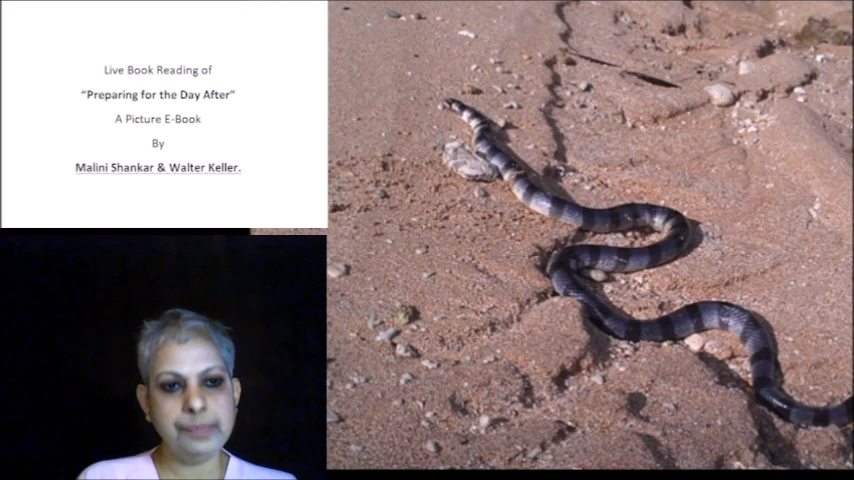 Live Book Reading of
“Preparing for the Day After”
A Picture E-Book
By
Malini Shankar & Walter Keller.